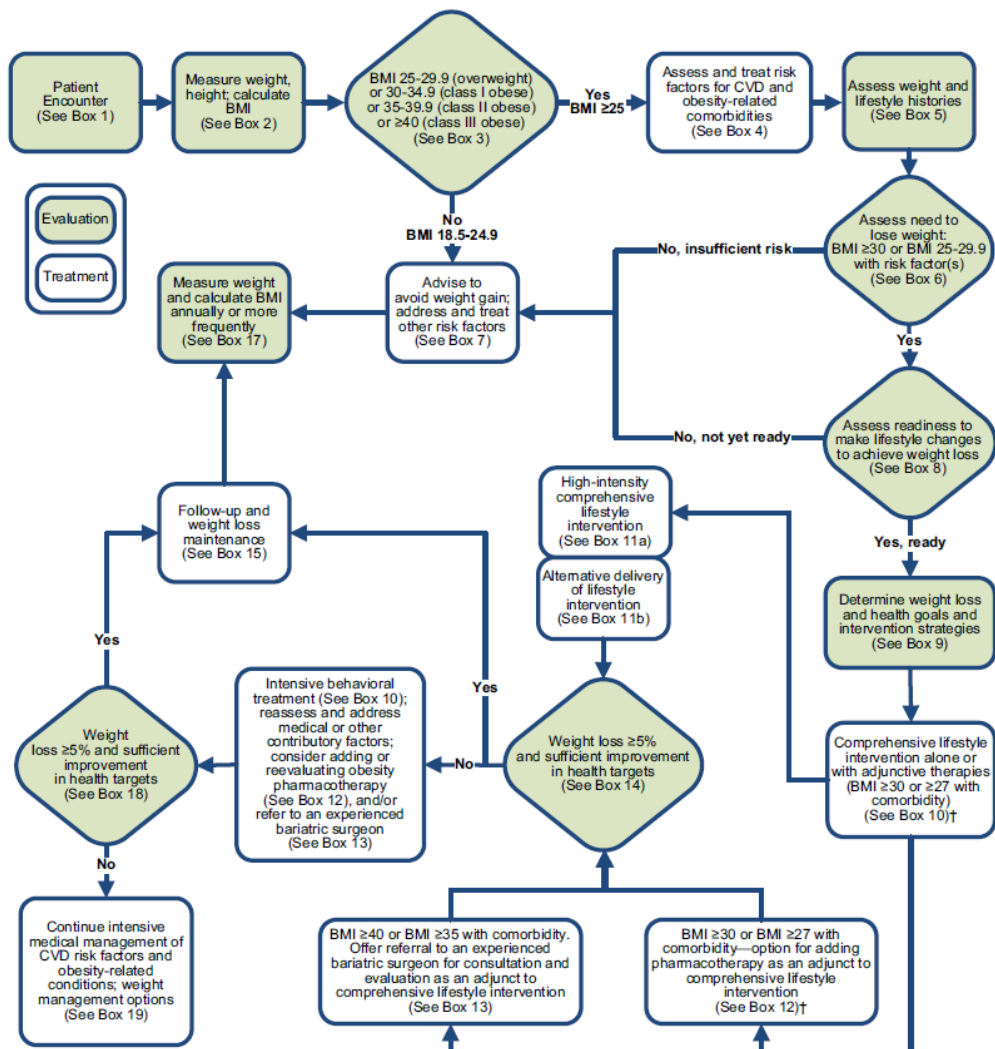 Patient
Encounter
(See Box 1)
Measure weight,
height; calculate
BMI
(See Box 2)
BMI 25-29.9 (overweight)
or 30-34.9 (class I obese)
or 35-39.9 (class II obese)
or ≥40 (class III obese)
(See Box 3)
Yes
BMI ≥25
Assess and treat risk
factors for CVD and
obesity-related
comorbidities
(See Box 4)
Assess weight and
lifestyle histories
(See Box 5)
Evaluation
Treatment
No
BMI 18.5-24.9
No, insufficient risk
Assess need to
lose weight:
BMI ≥30 or BMI 25-29.9
with risk factor(s)
(See Box 6)
Measure weight
and calculate BMI
annually or more
frequently
(See Box 17)
Advise to
avoid weight gain;
address and treat
other risk factors
(See Box 7)
Yes
No, not yet ready
Assess readiness to
make lifestyle changes
to achieve weight loss
(See Box 8)
Follow-up and
weight loss
maintenance
(See Box 15)
High-intensity
comprehensive
lifestyle
intervention
(See Box 11a)
Alternative delivery
of lifestyle
intervention
(See Box 11b)
Yes, ready
Determine weight loss
and health goals and
intervention strategies
(See Box 9)
Yes
Weight
loss ≥5% and sufficient
improvement
in health targets
(See Box 18)
Intensive behavioral
treatment (See Box 10);
reassess and address
medical or other
contributory factors;
consider adding or
reevaluating obesity
pharmacotherapy
(See Box 12), and/or
refer to an experienced
bariatric surgeon
(See Box 13)
Yes
No
Weight loss ≥5%
and sufficient improvement
in health targets
(See Box 14)
Comprehensive lifestyle
intervention alone or
with adjunctive therapies
(BMI ≥30 or ≥27 with
comorbidity)
(See Box 10)†
No
Continue intensive
medical management of
CVD risk factors and
obesity-related
conditions; weight
management options
(See Box 19)
BMI ≥40 or BMI ≥35 with comorbidity.
Offer referral to an experienced
bariatric surgeon for consultation and
evaluation as an adjunct to
comprehensive lifestyle intervention
(See Box 13)
BMI ≥30 or BMI ≥27 with
comorbidity—option for adding
pharmacotherapy as an adjunct to
comprehensive lifestyle
intervention
(See Box 12)†